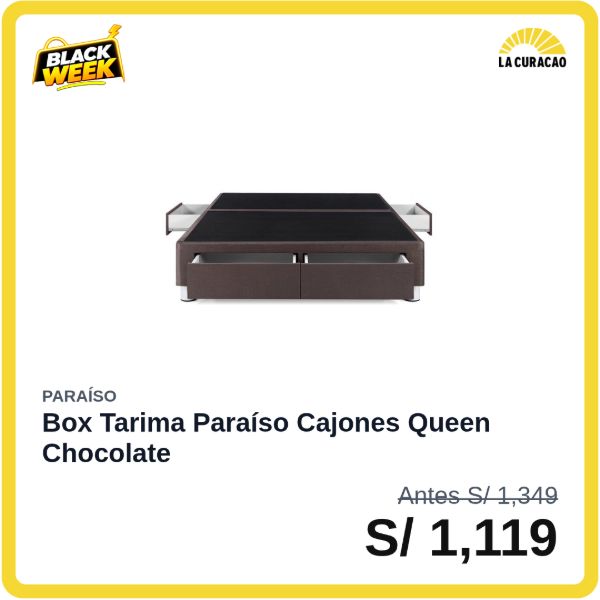 BLACK
WEEK
LA CURACAO
PARAÍSO
Box Tarima Paraíso Cajones Queen
Chocolate
Antes S/ 1,349
S/ 1,119